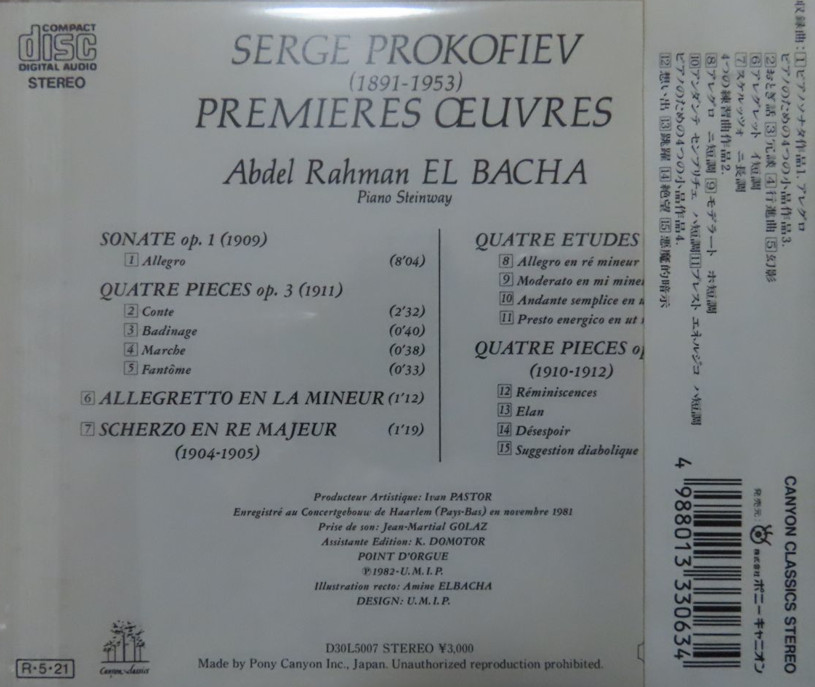 COMPACT
disc
DIGITAL AUDIO
STEREO
SERGE PROKOFIEV
(1891-1953)
PREMIERES ŒUVRES
Abdel Rahman EL BACHA
Piano Steinway
SONATE op. 1 (1909)
1 Allegro (8'04)
QUATRE PIECES op. 3 (1911)
2 Conte (2'32)
3 Badinage (0'40)
4 Marche (0'38)
5 Fantôme (0'33)
6 ALLEGRETTO EN LA MINEUR (1'12)
7 SCHERZO EN RE MAJEUR (1'19)
(1904-1905)
QUATRE ETUDES
8 Allegro en ré mineur
9 Moderato en mi mine
10 Andante semplice en u
11 Presto energico en ut
QUATRE PIECES op
(1910-1912)
12 Réminiscences
13 Elan
14 Désespoir
15 Suggestion diabolique
Producteur Artistique: Ivan PASTOR
Enregistré au Concertgebouw de Haarlem (Pays-Bas) en novembre 1981
Prise de son: Jean-Martial GOLAZ
Assistante Edition: K. DOMOTOR
POINT D'ORGUE
℗1982-U.M.I.P.
Illustration recto: Amine ELBACHA
DESIGN: U.M.I.P.
Canyon Classics
R・5・21
D30L5007 STEREO ¥3,000
Made by Pony Canyon Inc., Japan. Unauthorized reproduction prohibited.
収録曲:1ピアノソナタ作品1. アレグロ
ピアノのための4つの小品作品3.
2おとぎ話 3冗談 4行進曲 5幻影
6アレグレット イ短調
7スケルツォ ニ長調
4つの練習曲作品2.
8アレグロ ニ短調 9モデラート ホ短調
10アンダンテ センプリチェ ハ短調 11プレスト エネルジコ ハ短調
ピアノのための4つの小品作品4.
12想い出 13跳躍 14絶望 15悪魔的暗示
CANYON CLASSICS STEREO
発売元: 株式会社 ポニーキャニオン
4 988013 330634